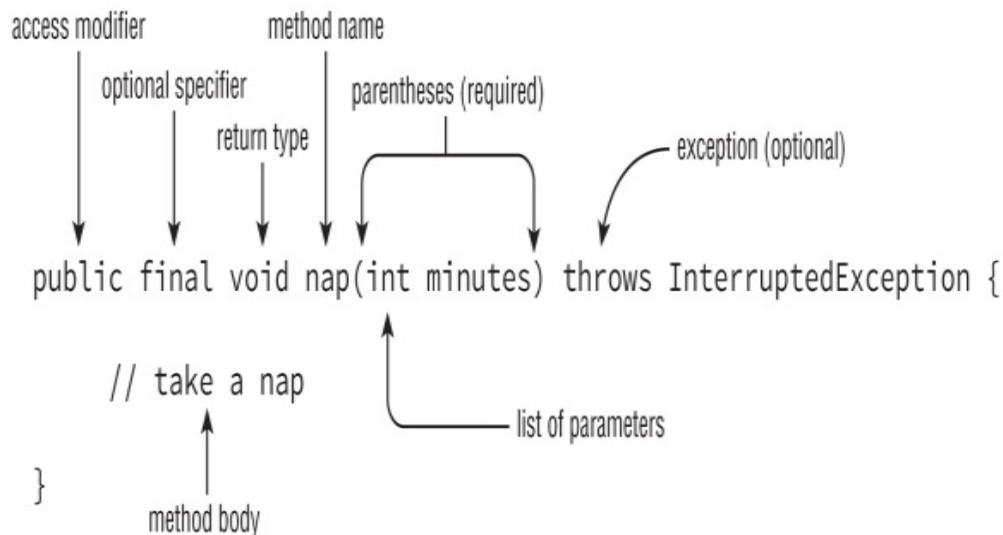 access modifier
method name
optional specifier
parentheses (required)
return type
exception (optional)
public final void nap(int minutes) throws InterruptedException {
// take a nap
list of parameters
}
method body